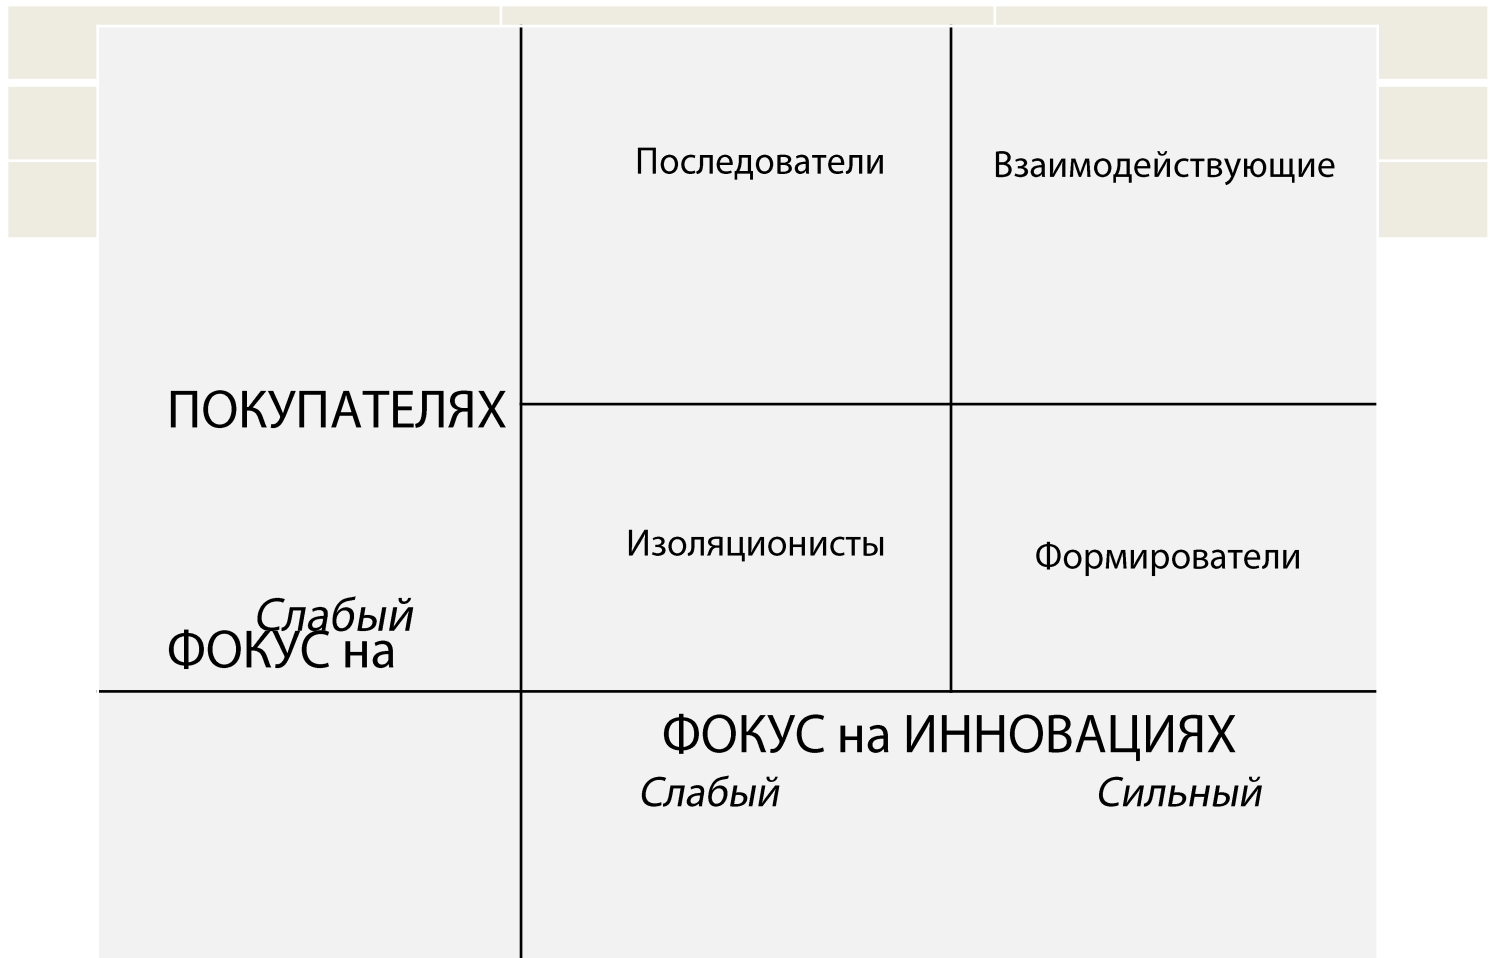 Последователи
Взаимодействующие
ПОКУПАТЕЛЯХ
Изоляционисты
Формирователи
Слабый
ФОКУС на
ФОКУС на ИННОВАЦИЯХ
Слабый
Сильный